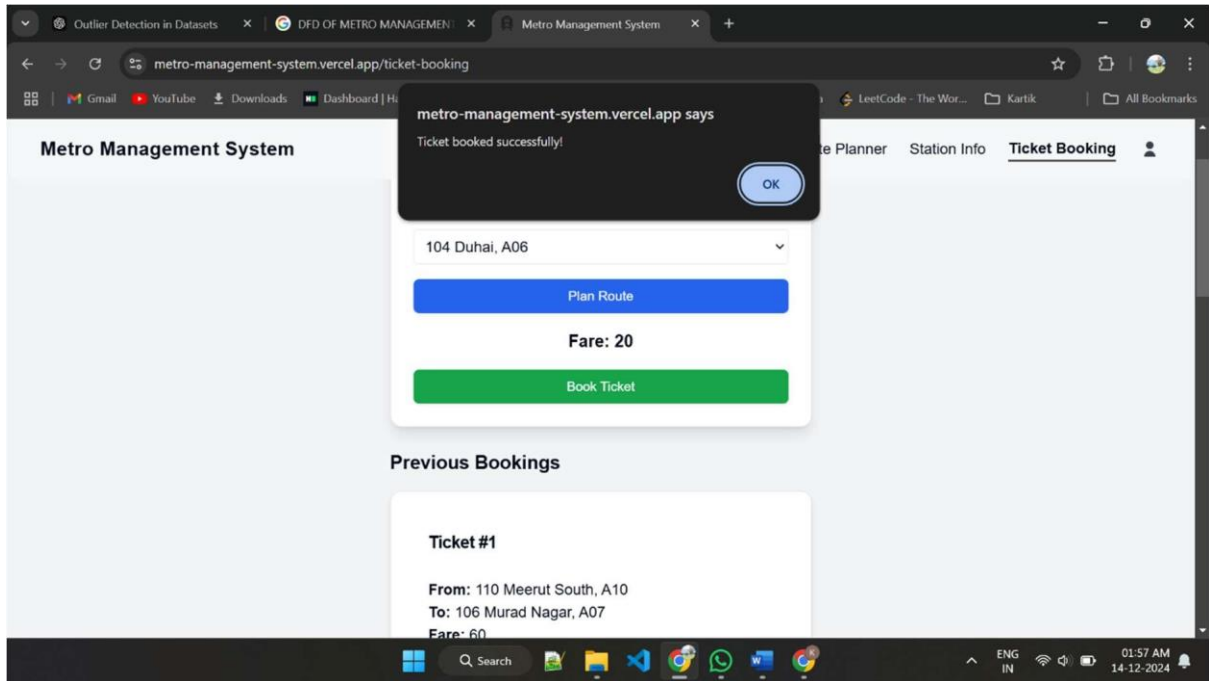 Outlier Detection in Datasets
DFD OF METRO MANAGEMENT
Metro Management System
metro-management-system.vercel.app/ticket-booking
Gmail YouTube Downloads Dashboard | Ha LeetCode - The Wor... Kartik All Bookmarks
metro-management-system.vercel.app says
Ticket booked successfully!
OK
Metro Management System
Planner Station Info Ticket Booking
104 Duhai, A06
Plan Route
Fare: 20
Book Ticket
Previous Bookings
Ticket #1
From: 110 Meerut South, A10
To: 106 Murad Nagar, A07
Fare: 60
Search
ENG
IN
01:57 AM
14-12-2024